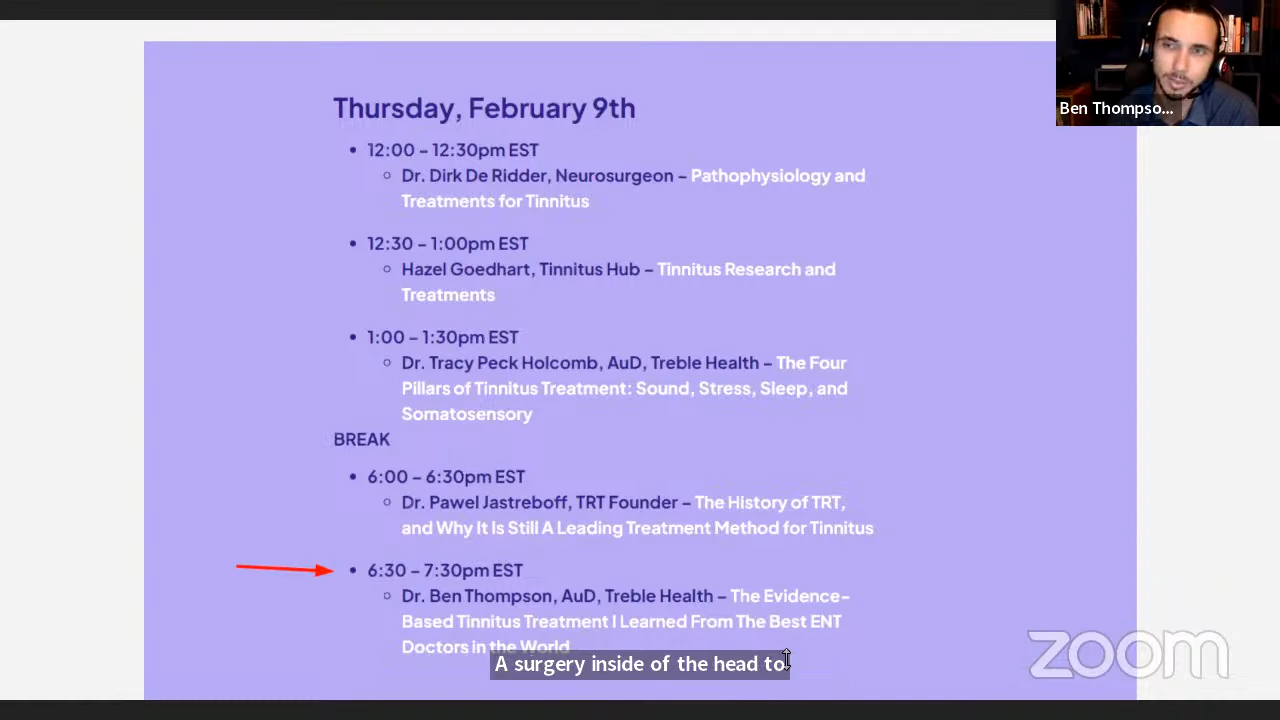 Thursday, February 9th
• 12:00 – 12:30pm EST
○ Dr. Dirk De Ridder, Neurosurgeon – Pathophysiology and
Treatments for Tinnitus
• 12:30 – 1:00pm EST
○ Hazel Goedhart, Tinnitus Hub – Tinnitus Research and
Treatments
• 1:00 – 1:30pm EST
○ Dr. Tracy Peck Holcomb, AuD, Treble Health – The Four
Pillars of Tinnitus Treatment: Sound, Stress, Sleep, and
Somatosensory
BREAK
• 6:00 – 6:30pm EST
○ Dr. Pawel Jastreboff, TRT Founder – The History of TRT,
and Why It Is Still A Leading Treatment Method for Tinnitus
• 6:30 – 7:30pm EST
○ Dr. Ben Thompson, AuD, Treble Health – The Evidence-
Based Tinnitus Treatment I Learned From The Best ENT
Doctors in the World
A surgery inside of the head to
Ben Thompso...
zoom